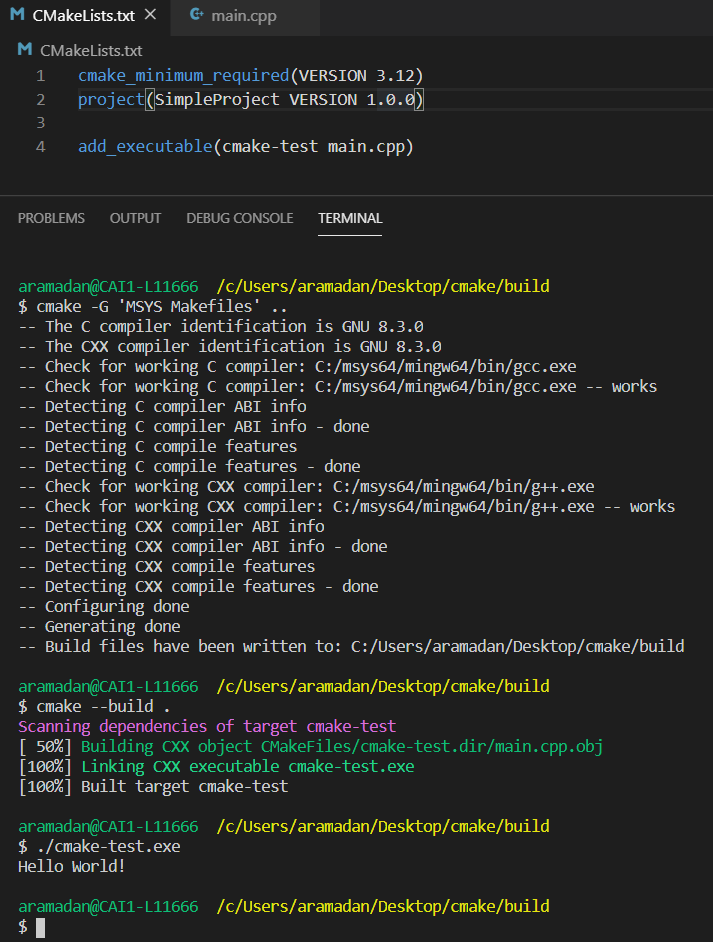 CMakeLists.txt
main.cpp
CMakeLists.txt
1 cmake_minimum_required(VERSION 3.12)
2 project(SimpleProject VERSION 1.0.0)
3
4 add_executable(cmake-test main.cpp)
PROBLEMS OUTPUT DEBUG CONSOLE TERMINAL
aramadan@CAI1-L11666 /c/Users/aramadan/Desktop/cmake/build
$ cmake -G 'MSYS Makefiles' ..
-- The C compiler identification is GNU 8.3.0
-- The CXX compiler identification is GNU 8.3.0
-- Check for working C compiler: C:/msys64/mingw64/bin/gcc.exe
-- Check for working C compiler: C:/msys64/mingw64/bin/gcc.exe -- works
-- Detecting C compiler ABI info
-- Detecting C compiler ABI info - done
-- Detecting C compile features
-- Detecting C compile features - done
-- Check for working CXX compiler: C:/msys64/mingw64/bin/g++.exe
-- Check for working CXX compiler: C:/msys64/mingw64/bin/g++.exe -- works
-- Detecting CXX compiler ABI info
-- Detecting CXX compiler ABI info - done
-- Detecting CXX compile features
-- Detecting CXX compile features - done
-- Configuring done
-- Generating done
-- Build files have been written to: C:/Users/aramadan/Desktop/cmake/build
aramadan@CAI1-L11666 /c/Users/aramadan/Desktop/cmake/build
$ cmake --build .
Scanning dependencies of target cmake-test
[ 50%] Building CXX object CMakeFiles/cmake-test.dir/main.cpp.obj
[100%] Linking CXX executable cmake-test.exe
[100%] Built target cmake-test
aramadan@CAI1-L11666 /c/Users/aramadan/Desktop/cmake/build
$ ./cmake-test.exe
Hello World!
aramadan@CAI1-L11666 /c/Users/aramadan/Desktop/cmake/build
$